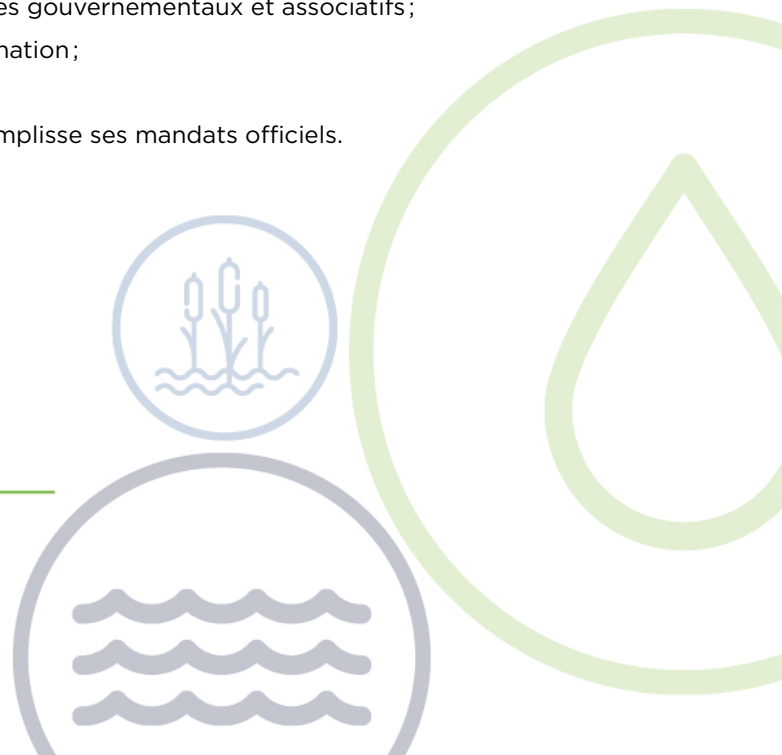 es gouvernementaux et associatifs ;
nation ;
mplisse ses mandats officiels.